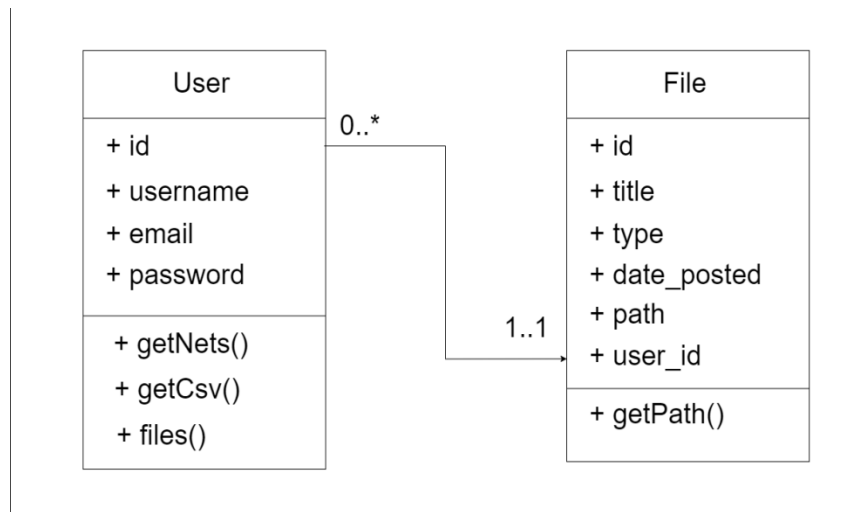 User
+ id
+ username
+ email
+ password
+ getNets()
+ getCsv()
+ files()
0..*
1..1
File
+ id
+ title
+ type
+ date_posted
+ path
+ user_id
+ getPath()